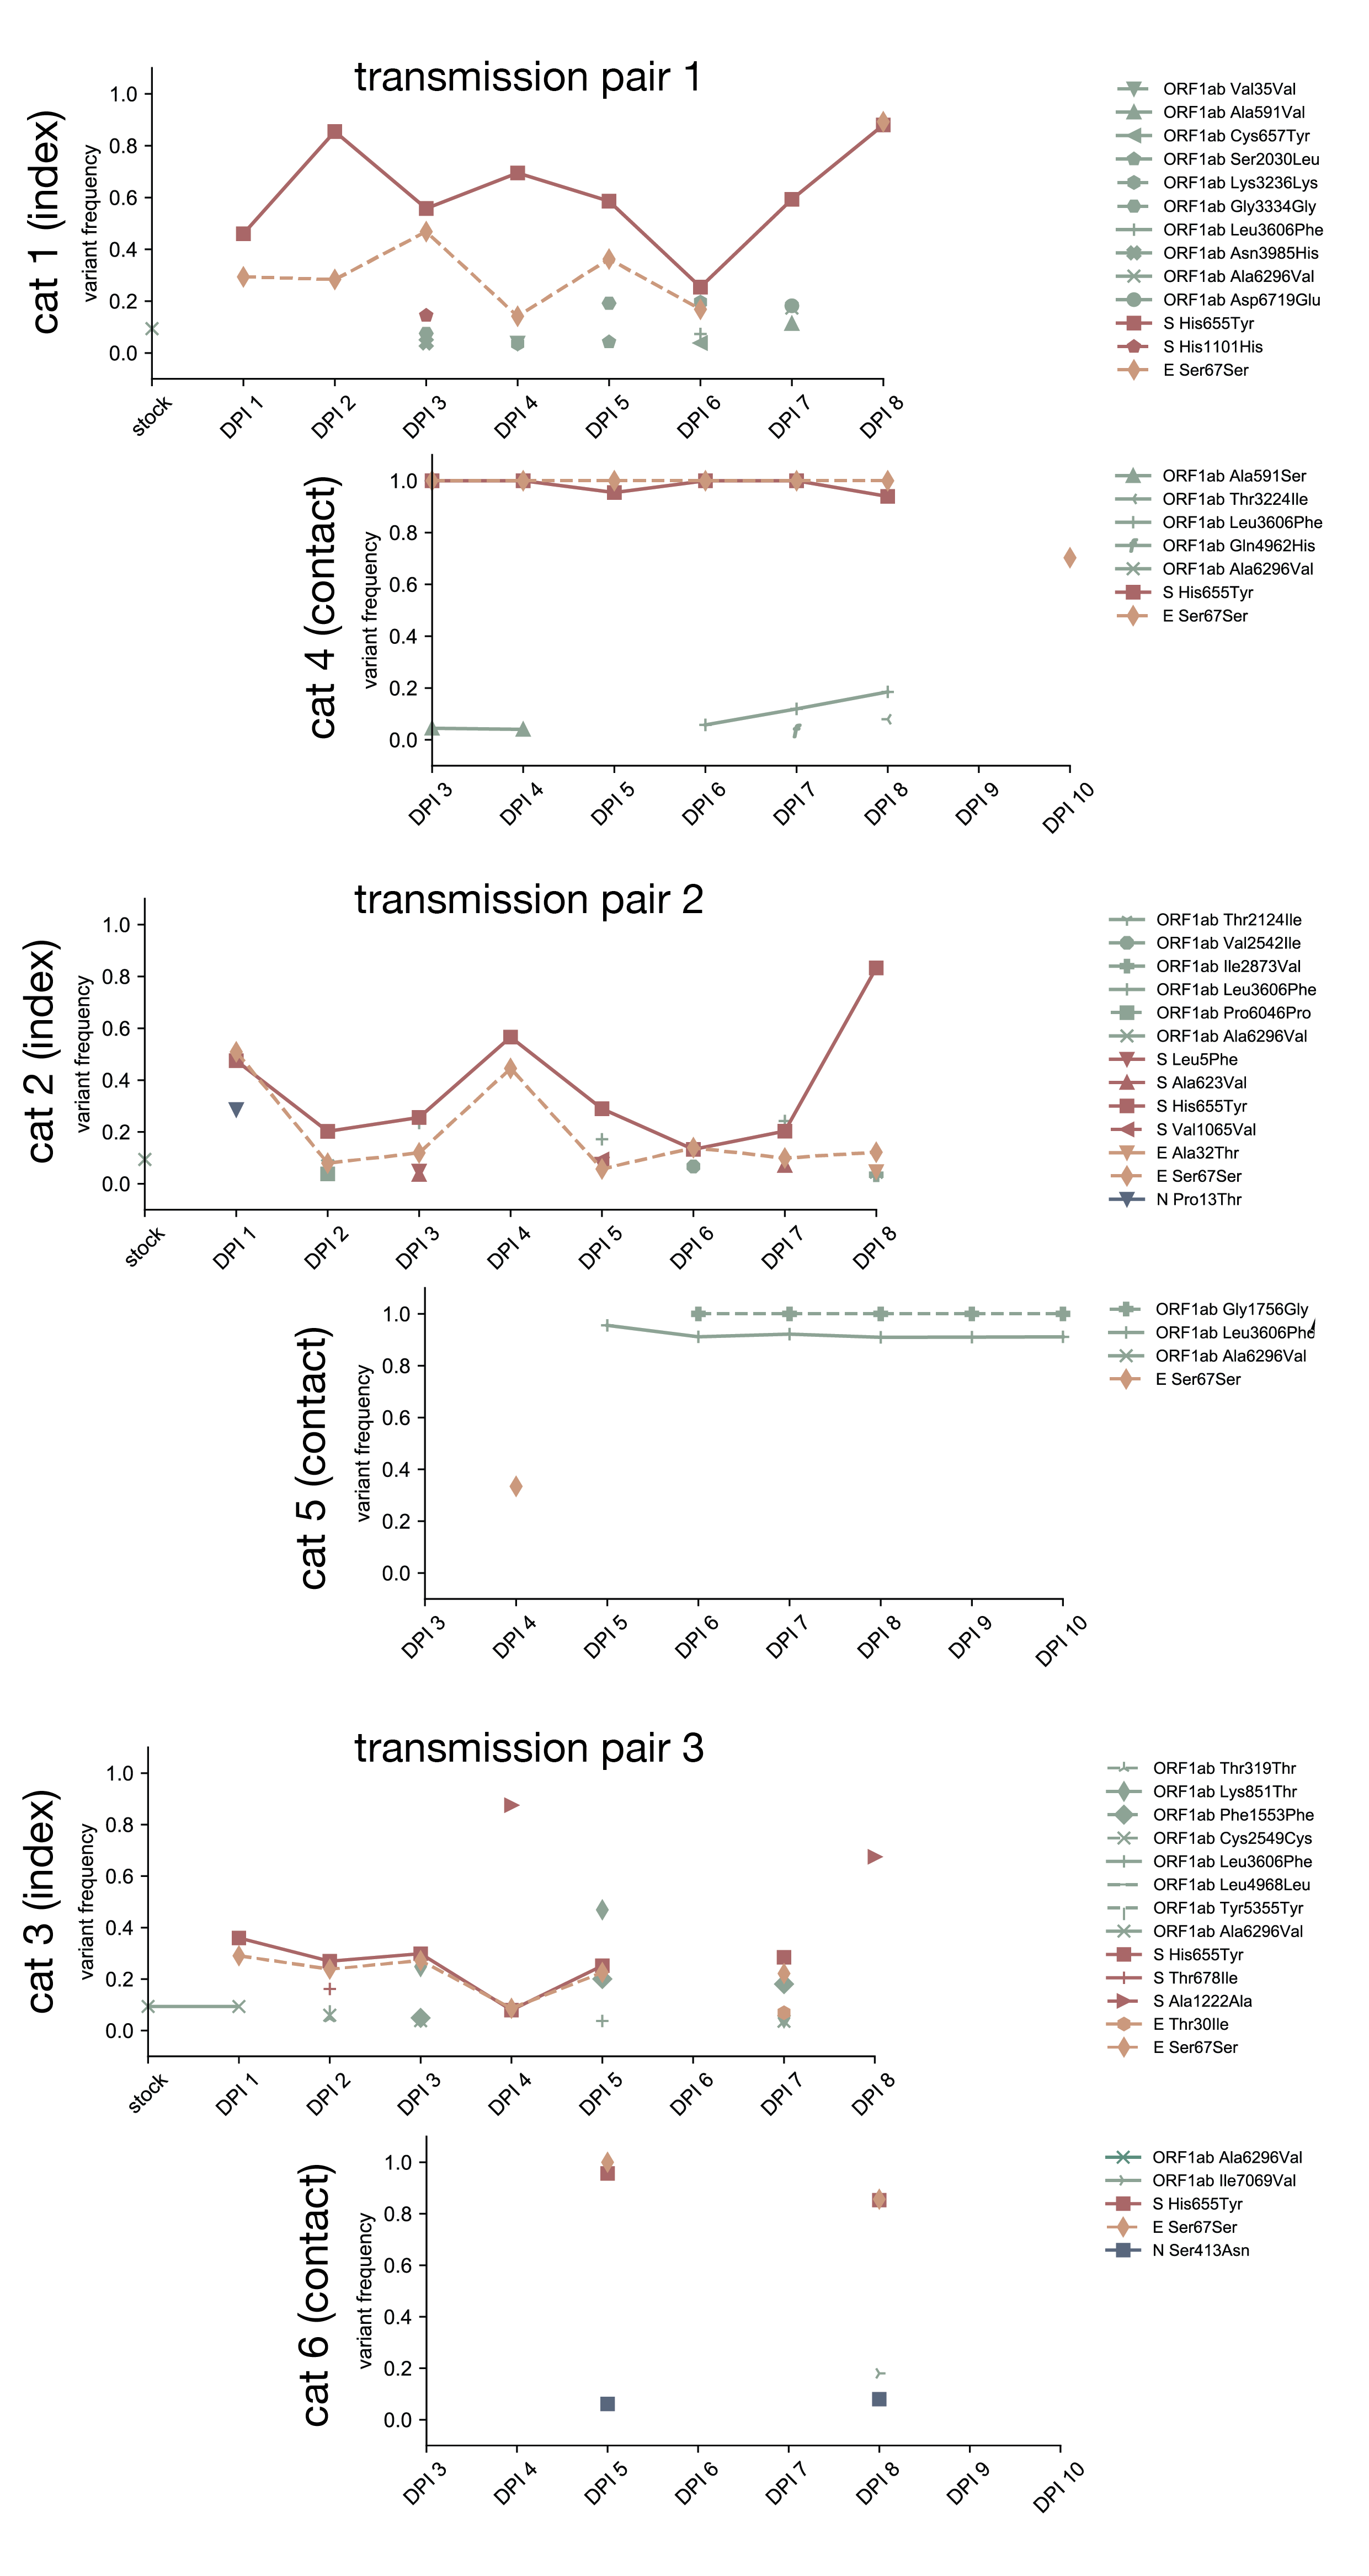 transmission pair 1
cat 1 (index)
variant frequency
1.0
0.8
0.6
0.4
0.2
0.0
stock
DPI 1
DPI 2
DPI 3
DPI 4
DPI 5
DPI 6
DPI 7
DPI 8
ORF1ab Val35Val
ORF1ab Ala591Val
ORF1ab Cys657Tyr
ORF1ab Ser2030Leu
ORF1ab Lys3236Lys
ORF1ab Gly3334Gly
ORF1ab Leu3606Phe
ORF1ab Asn3985His
ORF1ab Ala6296Val
ORF1ab Asp6719Glu
S His655Tyr
S His1101His
E Ser67Ser
cat 4 (contact)
variant frequency
1.0
0.8
0.6
0.4
0.2
0.0
DPI 3
DPI 4
DPI 5
DPI 6
DPI 7
DPI 8
DPI 9
DPI 10
ORF1ab Ala591Ser
ORF1ab Thr3224Ile
ORF1ab Leu3606Phe
ORF1ab Gln4962His
ORF1ab Ala6296Val
S His655Tyr
E Ser67Ser
transmission pair 2
cat 2 (index)
variant frequency
1.0
0.8
0.6
0.4
0.2
0.0
stock
DPI 1
DPI 2
DPI 3
DPI 4
DPI 5
DPI 6
DPI 7
DPI 8
ORF1ab Thr2124Ile
ORF1ab Val2542Ile
ORF1ab Ile2873Val
ORF1ab Leu3606Phe
ORF1ab Pro6046Pro
ORF1ab Ala6296Val
S Leu5Phe
S Ala623Val
S His655Tyr
S Val1065Val
E Ala32Thr
E Ser67Ser
N Pro13Thr
cat 5 (contact)
variant frequency
1.0
0.8
0.6
0.4
0.2
0.0
DPI 3
DPI 4
DPI 5
DPI 6
DPI 7
DPI 8
DPI 9
DPI 10
ORF1ab Gly1756Gly
ORF1ab Leu3606Phe
ORF1ab Ala6296Val
E Ser67Ser
transmission pair 3
cat 3 (index)
variant frequency
1.0
0.8
0.6
0.4
0.2
0.0
stock
DPI 1
DPI 2
DPI 3
DPI 4
DPI 5
DPI 6
DPI 7
DPI 8
ORF1ab Thr319Thr
ORF1ab Lys851Thr
ORF1ab Phe1553Phe
ORF1ab Cys2549Cys
ORF1ab Leu3606Phe
ORF1ab Leu4968Leu
ORF1ab Tyr5355Tyr
ORF1ab Ala6296Val
S His655Tyr
S Thr678Ile
S Ala1222Ala
E Thr30Ile
E Ser67Ser
cat 6 (contact)
variant frequency
1.0
0.8
0.6
0.4
0.2
0.0
DPI 3
DPI 4
DPI 5
DPI 6
DPI 7
DPI 8
DPI 9
DPI 10
ORF1ab Ala6296Val
ORF1ab Ile7069Val
S His655Tyr
E Ser67Ser
N Ser413Asn